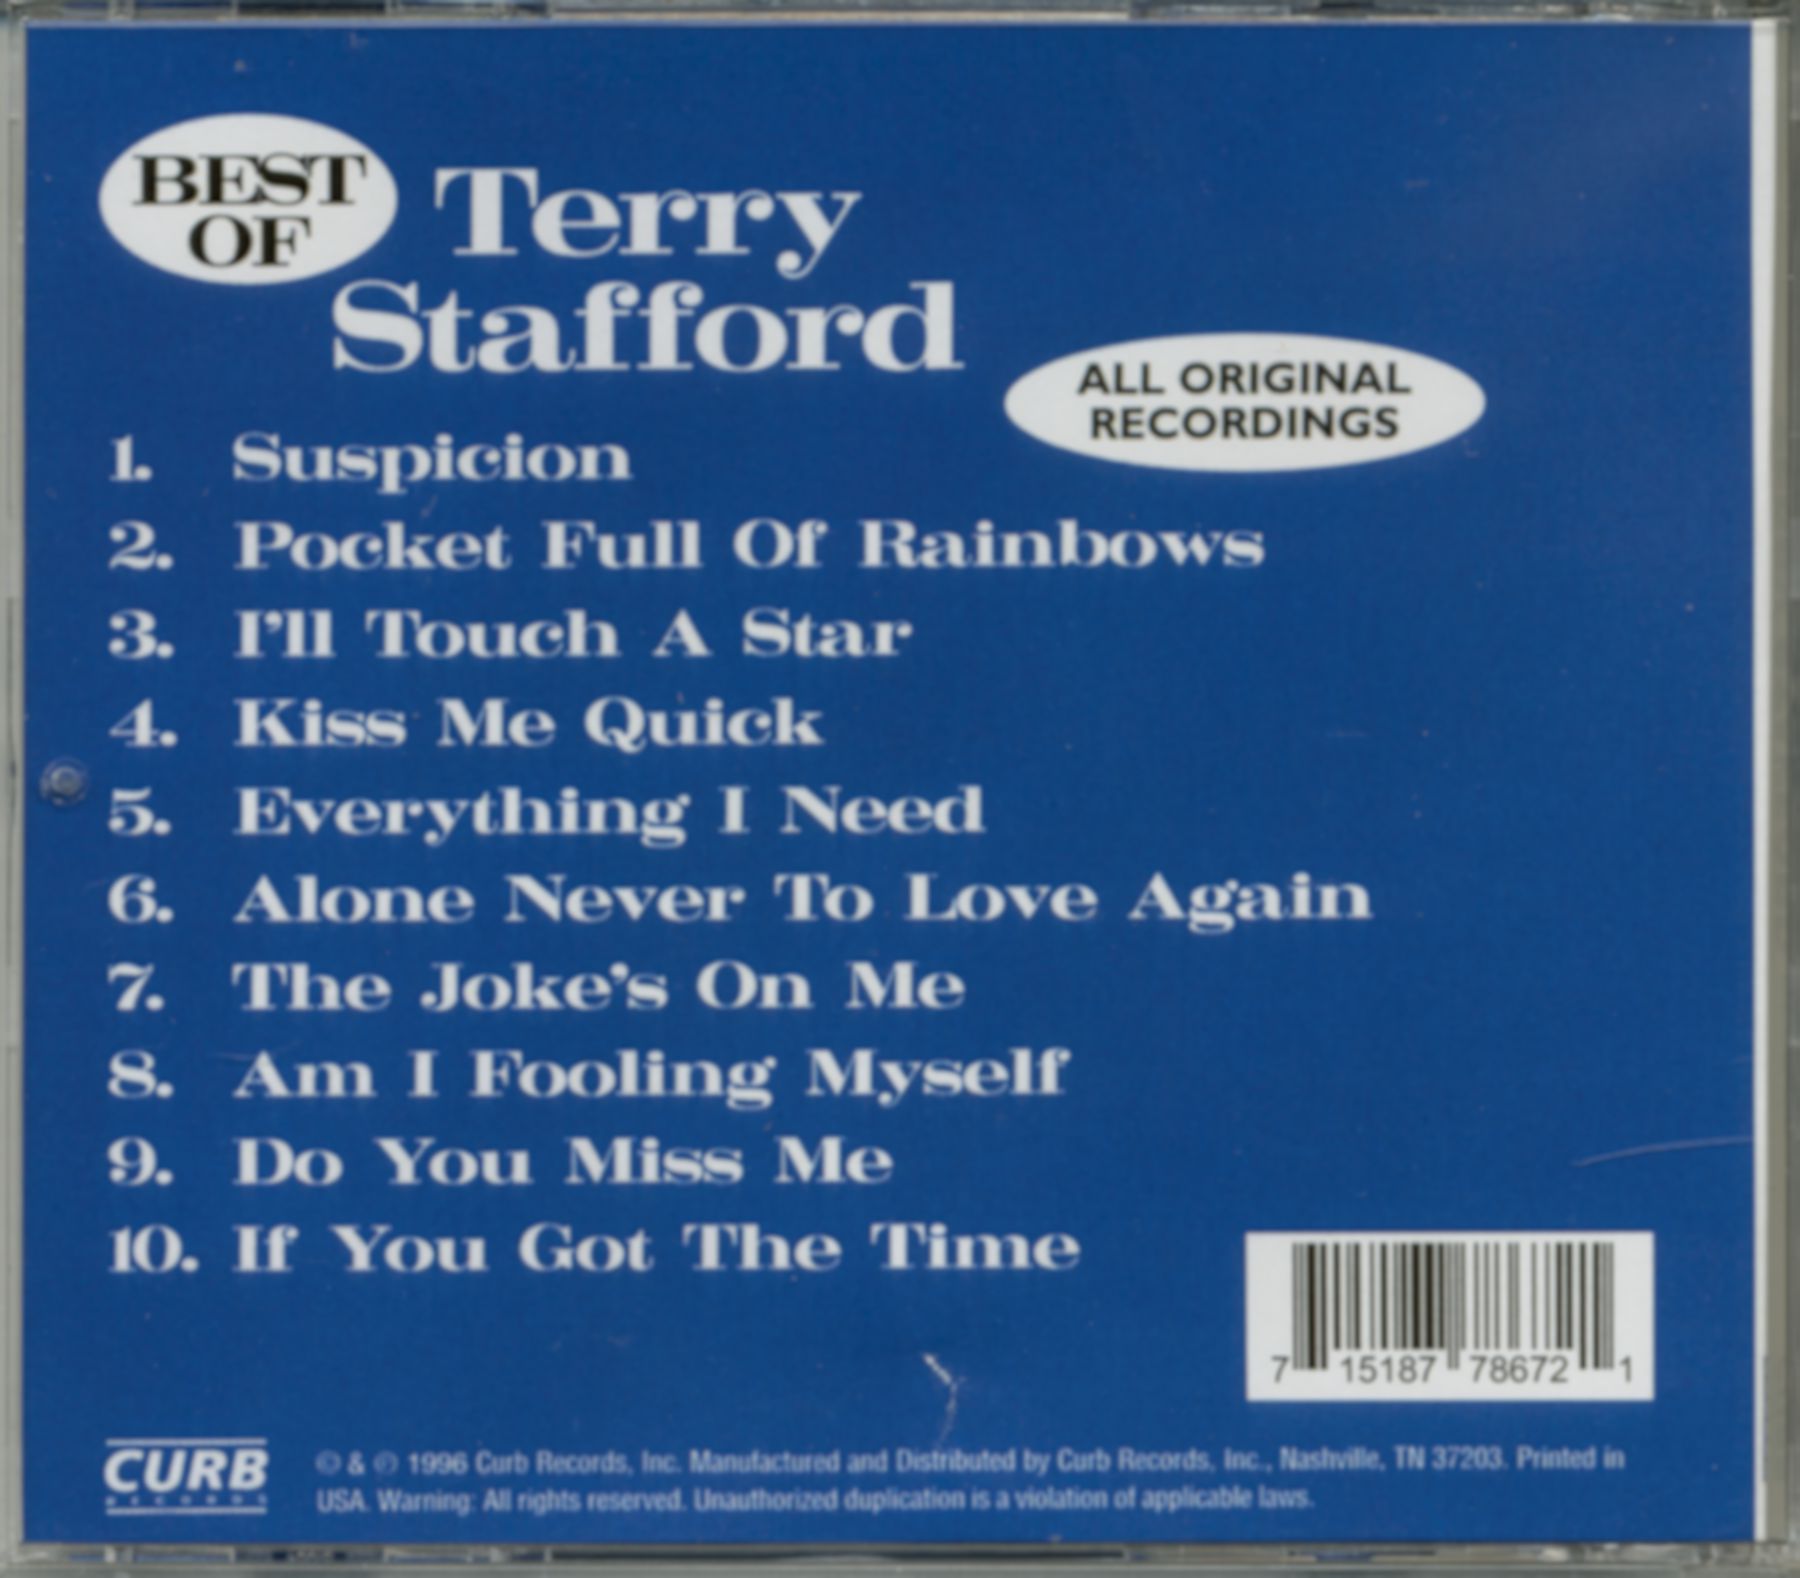 BEST
OF
Terry
Stafford
ALL ORIGINAL
RECORDINGS
1. Suspicion
2. Pocket Full Of Rainbows
3. I'll Touch A Star
4. Kiss Me Quick
5. Everything I Need
6. Alone Never To Love Again
7. The Joke's On Me
8. Am I Fooling Myself
9. Do You Miss Me
10. If You Got The Time
7 15187 78672 1
CURB
RECORDS
© & ℗ 1996 Curb Records, Inc. Manufactured and Distributed by Curb Records, Inc., Nashville, TN 37203. Printed in
USA. Warning: All rights reserved. Unauthorized duplication is a violation of applicable laws.